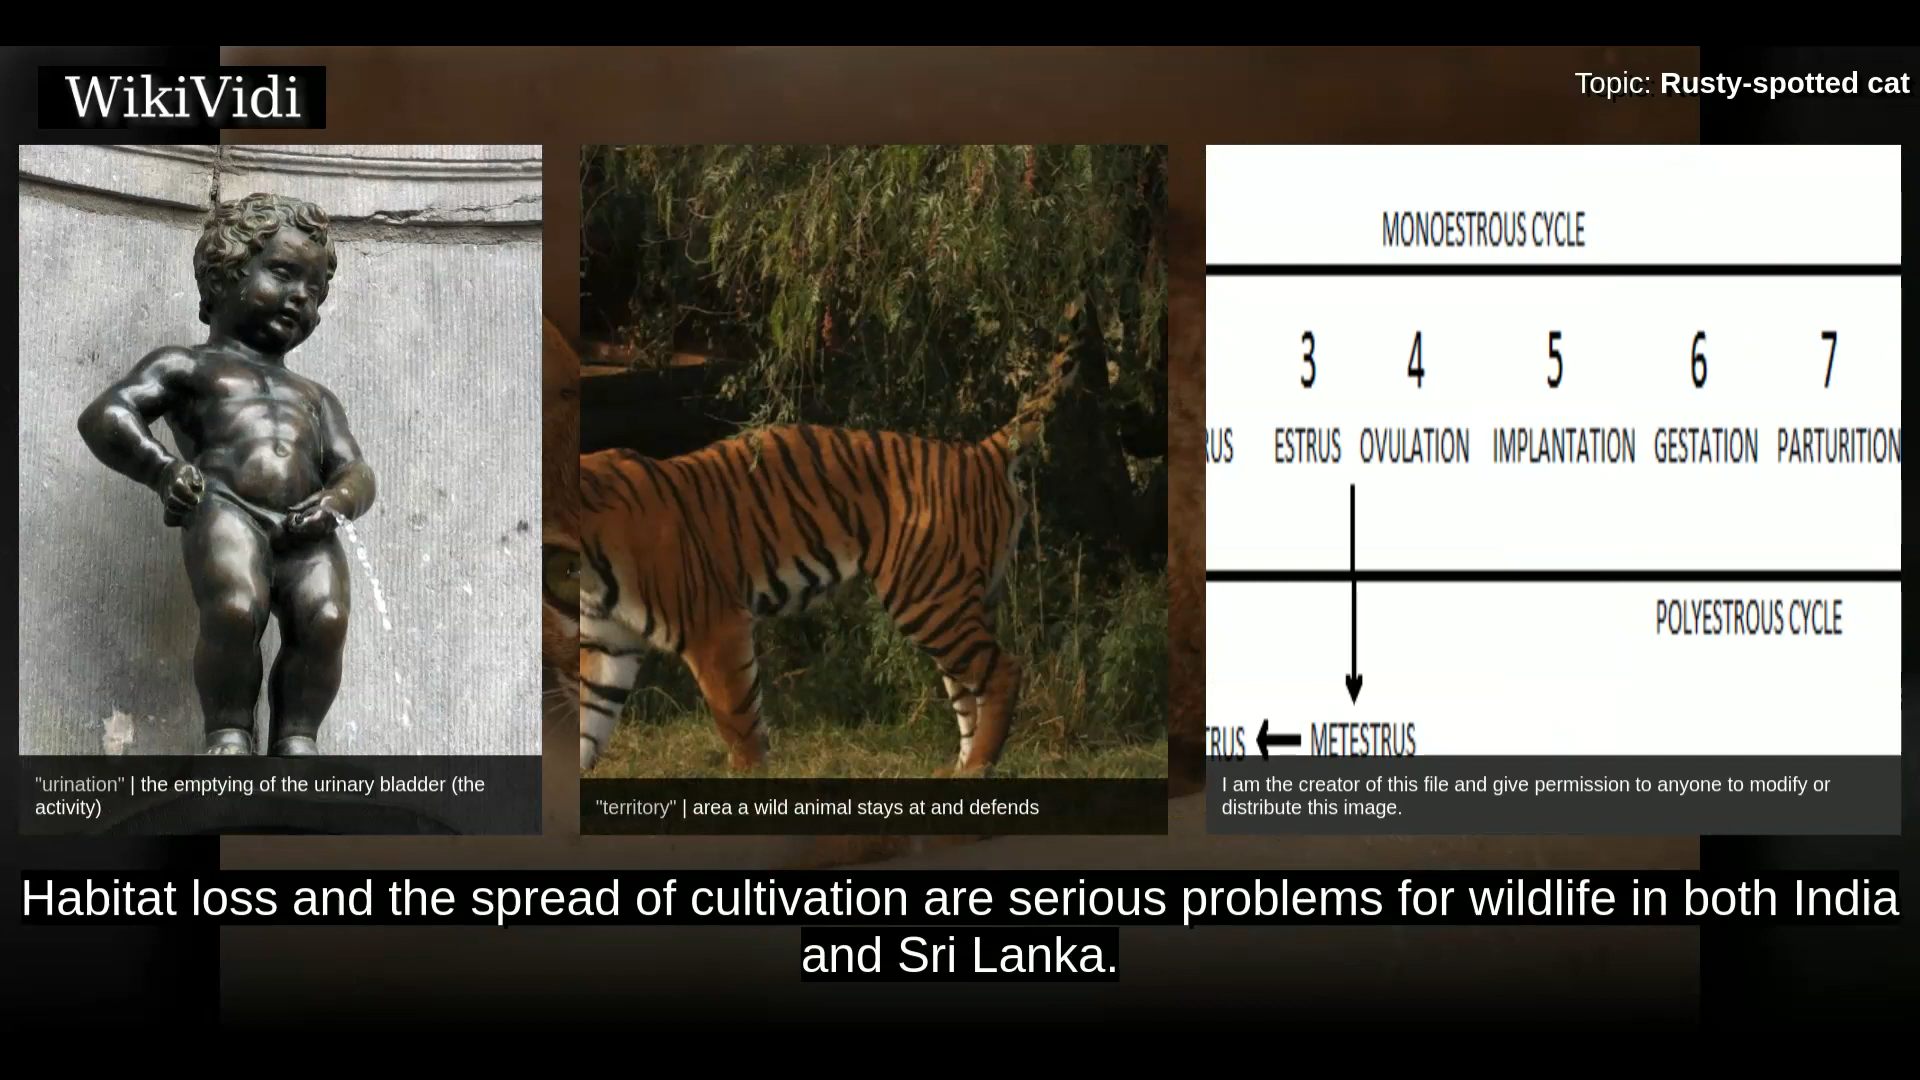 WikiVidi
Topic: Rusty-spotted cat
MONOESTROUS CYCLE
3 4 5 6 7
RUS ESTRUS OVULATION IMPLANTATION GESTATION PARTURITION
POLYESTROUS CYCLE
TRUS METESTRUS
"urination" | the emptying of the urinary bladder (the
activity)
"territory" | area a wild animal stays at and defends
I am the creator of this file and give permission to anyone to modify or
distribute this image.
Habitat loss and the spread of cultivation are serious problems for wildlife in both India
and Sri Lanka.